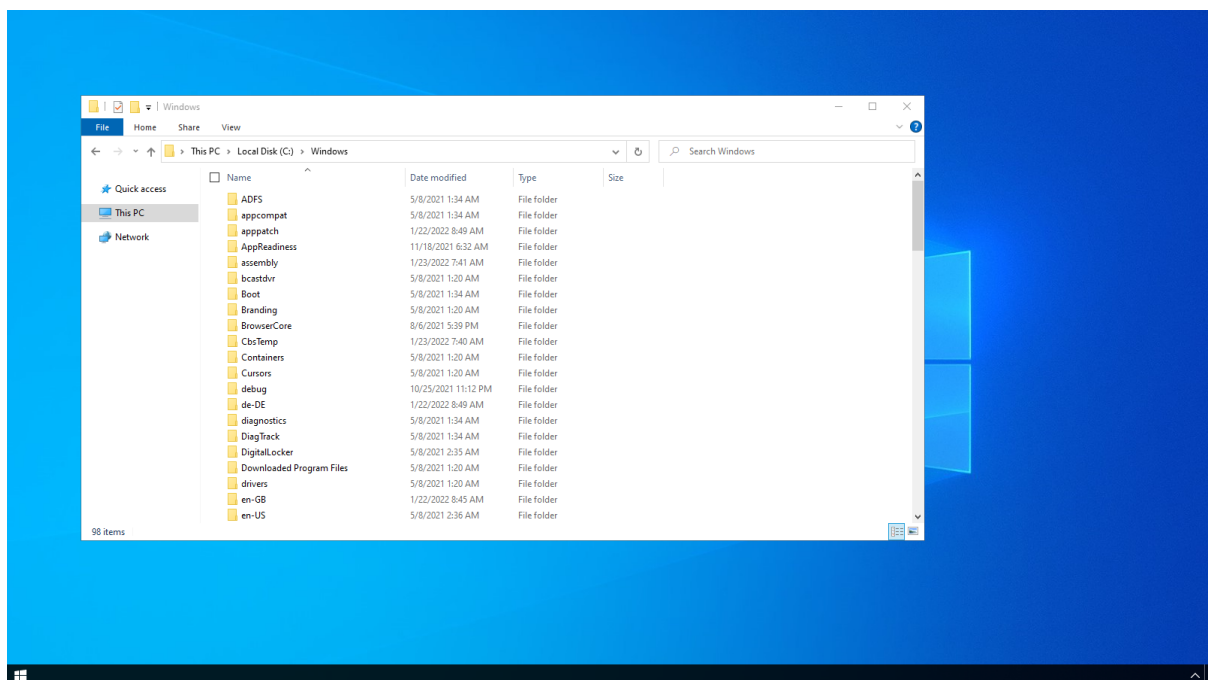 Windows
File Home Share View
This PC > Local Disk (C:) > Windows
Search Windows
Quick access
This PC
Network
Name Date modified Type Size
ADFS 5/8/2021 1:34 AM File folder
appcompat 5/8/2021 1:34 AM File folder
apppatch 1/22/2022 8:49 AM File folder
AppReadiness 11/18/2021 6:32 AM File folder
assembly 1/23/2022 7:41 AM File folder
bcastdvr 5/8/2021 1:20 AM File folder
Boot 5/8/2021 1:34 AM File folder
Branding 5/8/2021 1:20 AM File folder
BrowserCore 8/6/2021 5:39 PM File folder
CbsTemp 1/23/2022 7:40 AM File folder
Containers 5/8/2021 1:20 AM File folder
Cursors 5/8/2021 1:20 AM File folder
debug 10/25/2021 11:12 PM File folder
de-DE 1/22/2022 8:49 AM File folder
diagnostics 5/8/2021 1:34 AM File folder
DiagTrack 5/8/2021 1:34 AM File folder
DigitalLocker 5/8/2021 2:35 AM File folder
Downloaded Program Files 5/8/2021 1:20 AM File folder
drivers 5/8/2021 1:20 AM File folder
en-GB 1/22/2022 8:45 AM File folder
en-US 5/8/2021 2:36 AM File folder
98 items